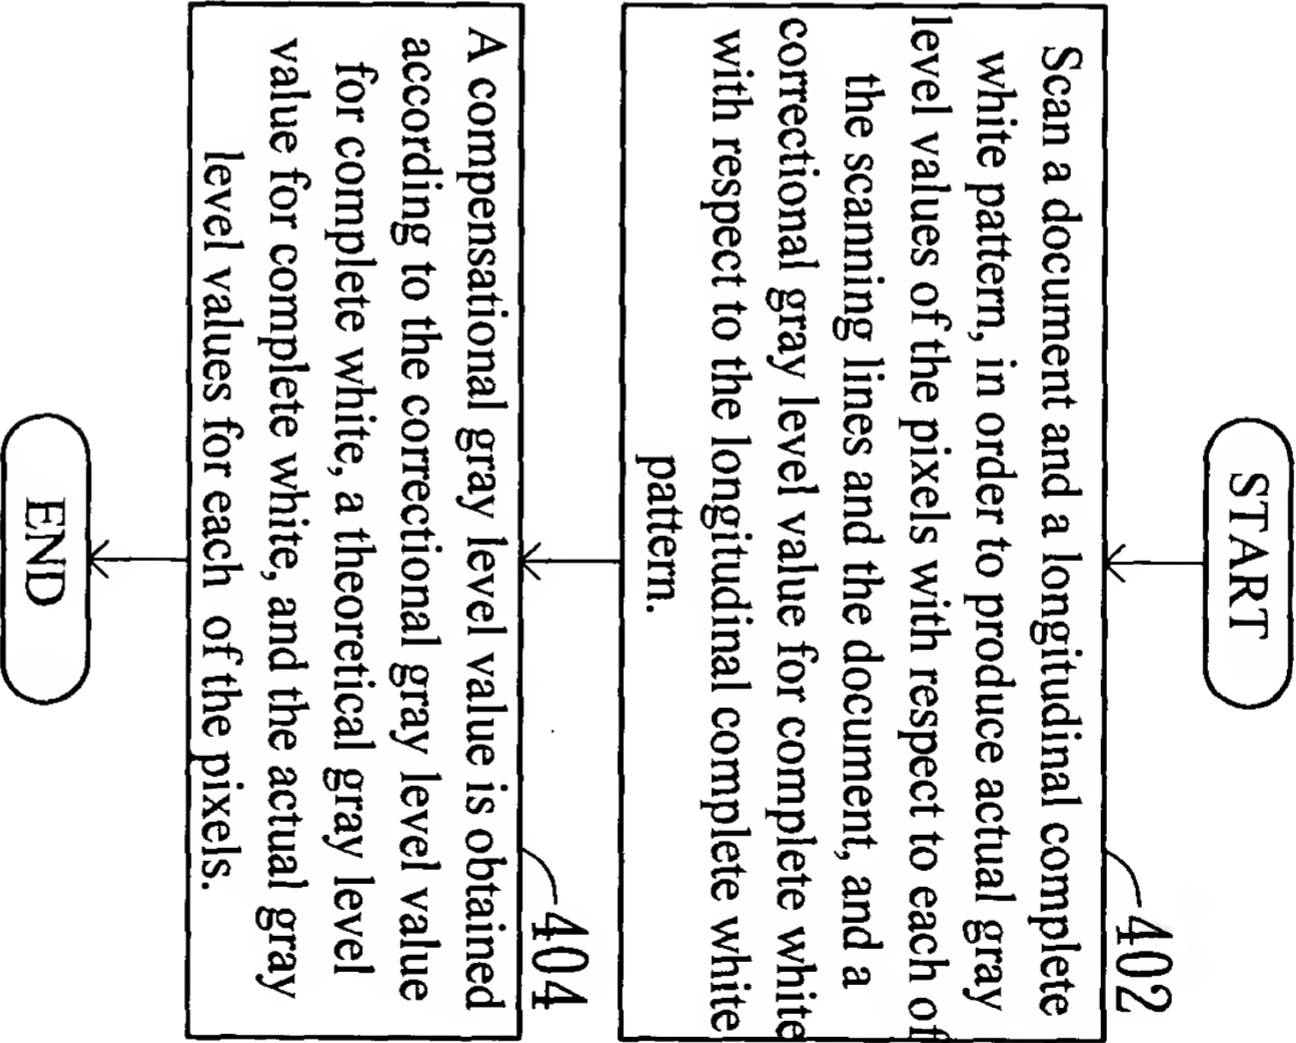 START
402
Scan a document and a longitudinal complete
white pattern, in order to produce actual gray
level values of the pixels with respect to each of
the scanning lines and the document, and a
correctional gray level value for complete white
with respect to the longitudinal complete white
pattern.
404
A compensational gray level value is obtained
according to the correctional gray level value
for complete white, a theoretical gray level
value for complete white, and the actual gray
level values for each of the pixels.
END